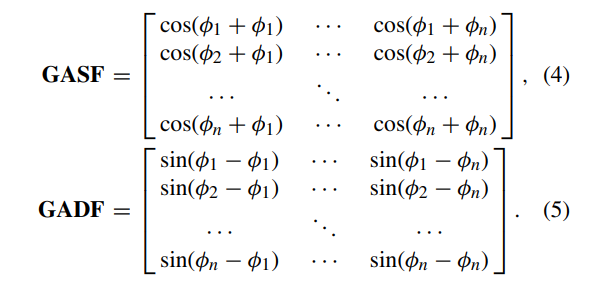 cos(ϕ1 + ϕ1) ··· cos(ϕ1 + ϕn)
cos(ϕ2 + ϕ1) ··· cos(ϕ2 + ϕn)
GASF = , (4)
... ⋱ ...
cos(ϕn + ϕ1) ··· cos(ϕn + ϕn)
sin(ϕ1 − ϕ1) ··· sin(ϕ1 − ϕn)
sin(ϕ2 − ϕ1) ··· sin(ϕ2 − ϕn)
GADF = . (5)
... ⋱ ...
sin(ϕn − ϕ1) ··· sin(ϕn − ϕn)